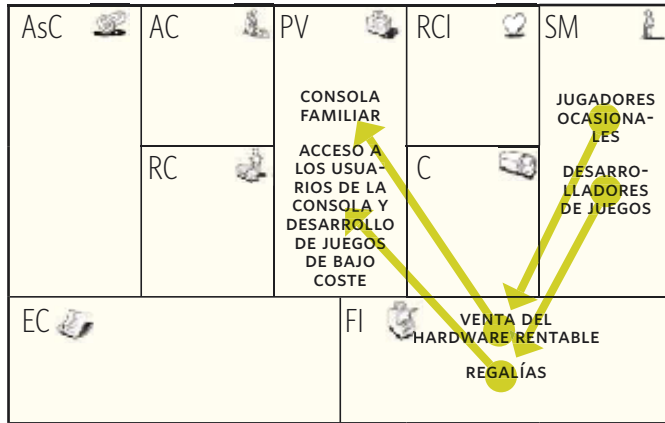 AsC
AC
PV
RCl
SM
CONSOLA
FAMILIAR
ACCESO A
LOS USUA-
RIOS DE LA
CONSOLA Y
DESARROLLO
DE JUEGOS
DE BAJO
COSTE
JUGADORES
OCASIONA-
LES
DESARRO-
LLADORES
DE JUEGOS
RC
C
EC
FI
VENTA DEL
HARDWARE RENTABLE
REGALÍAS